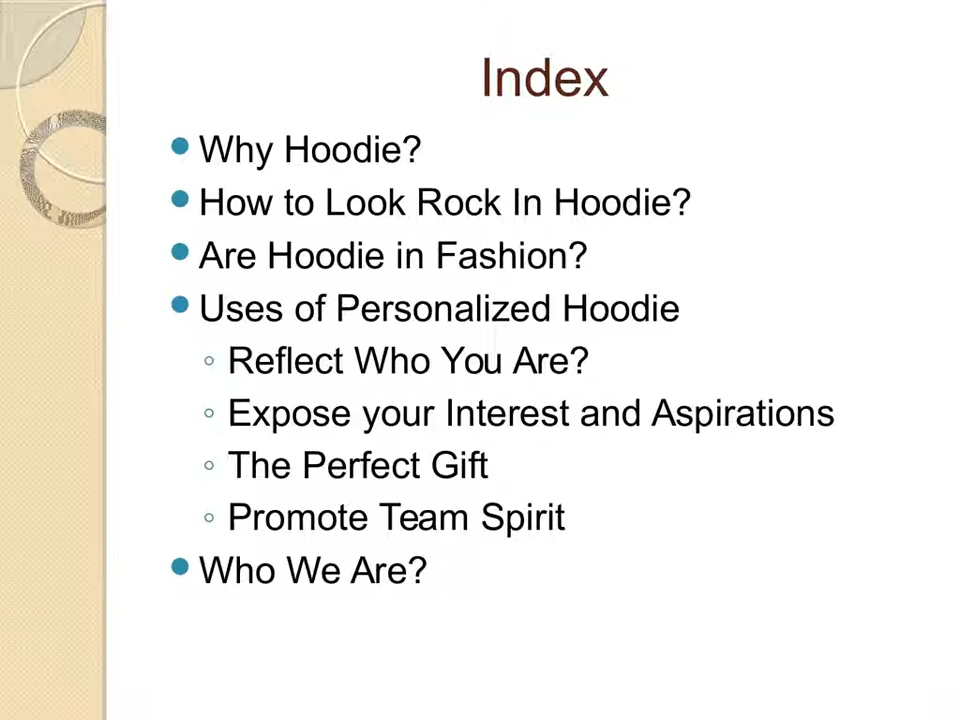 Index
Why Hoodie?
How to Look Rock In Hoodie?
Are Hoodie in Fashion?
Uses of Personalized Hoodie
Reflect Who You Are?
Expose your Interest and Aspirations
The Perfect Gift
Promote Team Spirit
Who We Are?